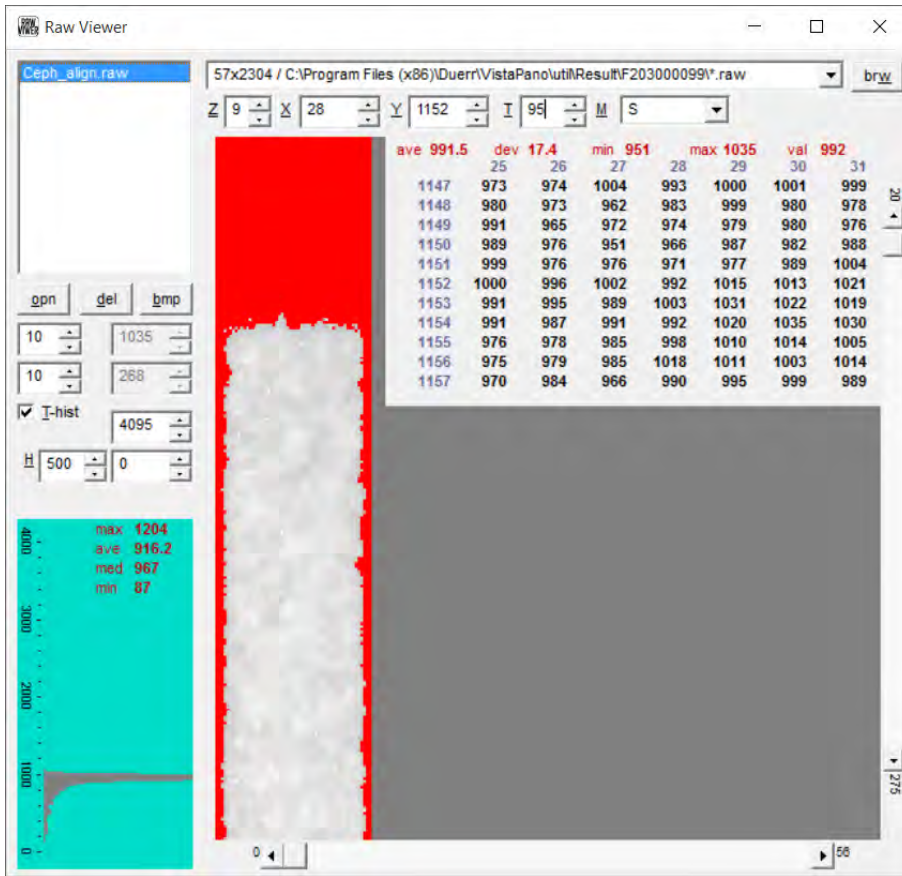 RAW VIWER Raw Viewer
Ceph_align.raw
57x2304 / C:\Program Files (x86)\Duerr\VistaPano\util\Result\F203000099\*.raw brw
Z 9 X 28 Y 1152 T 95 M S
ave 991.5 dev 17.4 min 951 max 1035 val 992
25 26 27 28 29 30 31
1147 973 974 1004 993 1000 1001 999
1148 980 973 962 983 999 980 978
1149 991 965 972 974 979 980 976
1150 989 976 951 966 987 982 988
1151 999 976 976 971 977 989 1004
1152 1000 996 1002 992 1015 1013 1021
1153 991 995 989 1003 1031 1022 1019
1154 991 987 991 992 1020 1035 1030
1155 976 978 985 998 1010 1014 1005
1156 975 979 985 1018 1011 1003 1014
1157 970 984 966 990 995 999 989
20
275
opn del bmp
10 1035
10 268
T-hist
4095
H 500 0
max 1204
ave 916.2
med 967
min 87
4000
3000
2000
1000
0
0 56